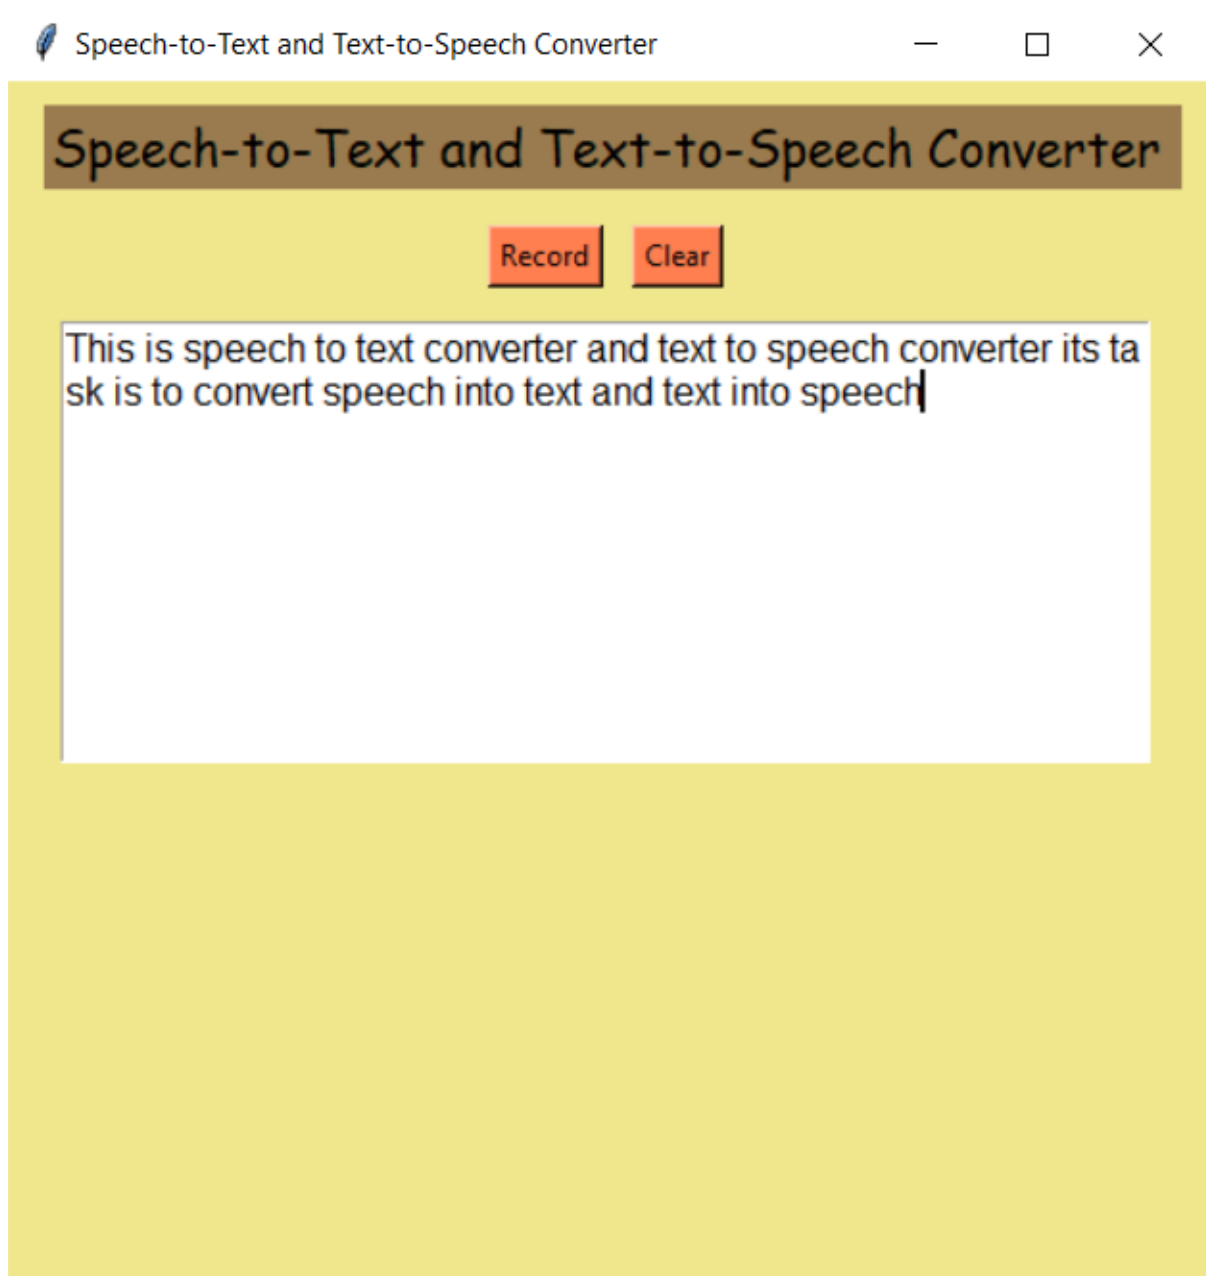 Speech-to-Text and Text-to-Speech Converter
Speech-to-Text and Text-to-Speech Converter
Record Clear
This is speech to text converter and text to speech converter its ta
sk is to convert speech into text and text into speech